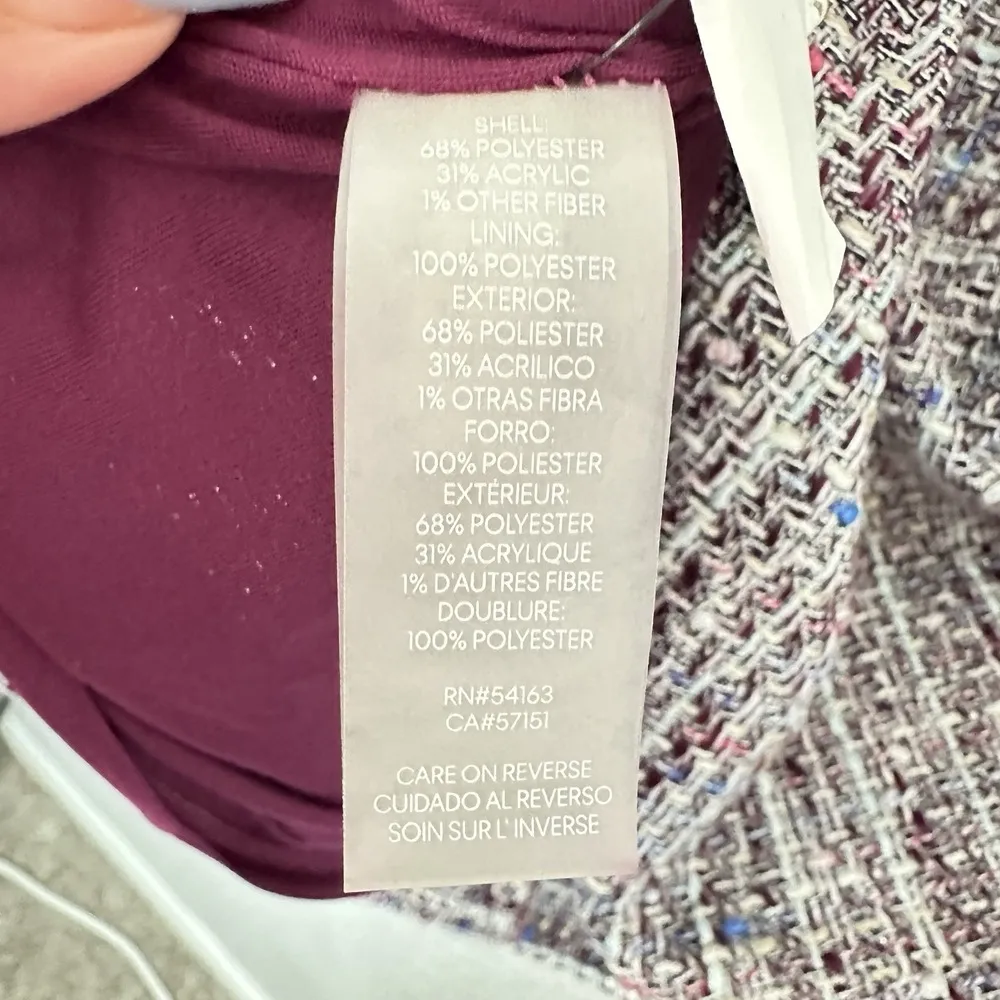 SHELL:
68% POLYESTER
31% ACRYLIC
1% OTHER FIBER
LINING:
100% POLYESTER
EXTERIOR:
68% POLIESTER
31% ACRILICO
1% OTRAS FIBRA
FORRO:
100% POLIESTER
EXTÉRIEUR:
68% POLYESTER
31% ACRYLIQUE
1% D'AUTRES FIBRE
DOUBLURE:
100% POLYESTER
RN#54163
CA#57151
CARE ON REVERSE
CUIDADO AL REVERSO
SOIN SUR L' INVERSE